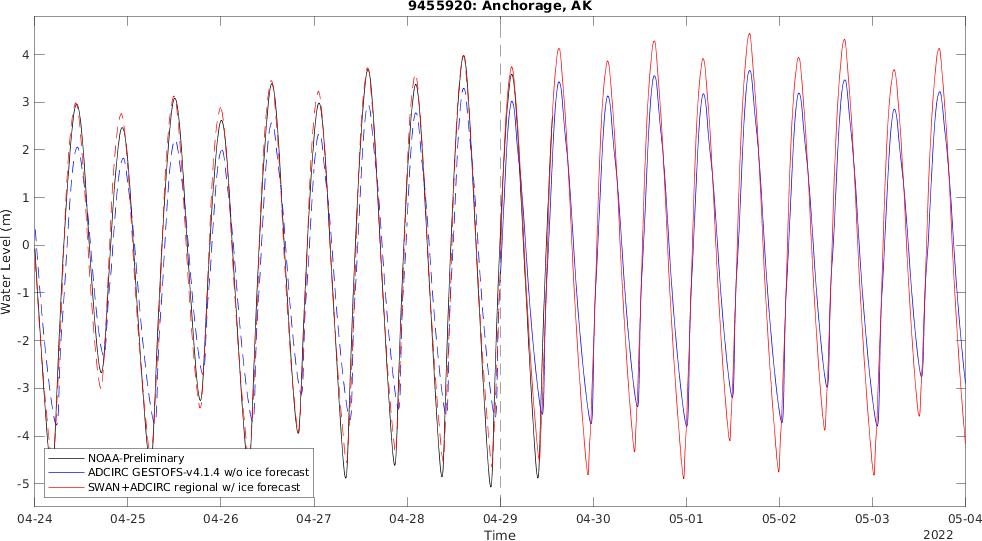 9455920: Anchorage, AK
Water Level (m)
4
3
2
1
0
-1
-2
-3
-4
-5
NOAA-Preliminary
ADCIRC GESTOFS-v4.1.4 w/o ice forecast
SWAN+ADCIRC regional w/ ice forecast
04-24 04-25 04-26 04-27 04-28 04-29 04-30 05-01 05-02 05-03 05-04
Time
2022